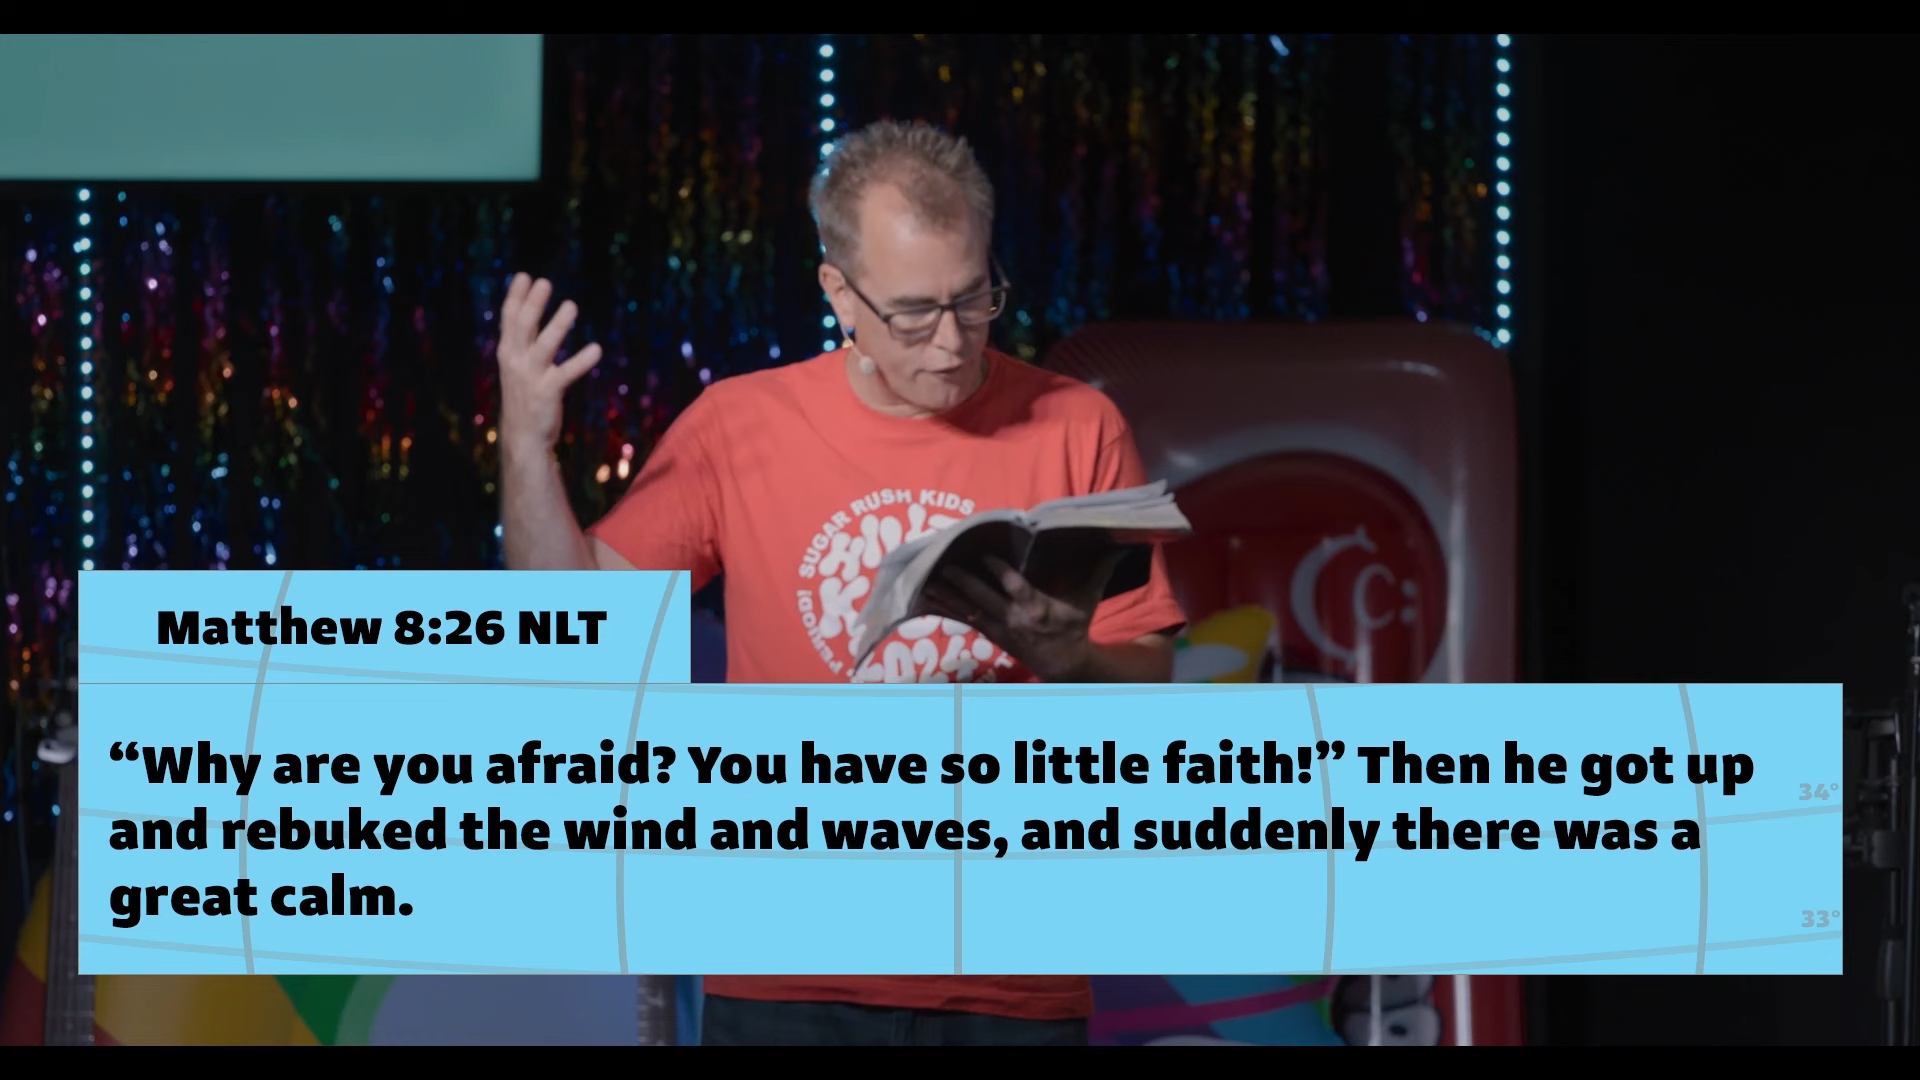 SUGAR RUSH KIDS
2024
Matthew 8:26 NLT
“Why are you afraid? You have so little faith!” Then he got up
and rebuked the wind and waves, and suddenly there was a
great calm.
34°
33°